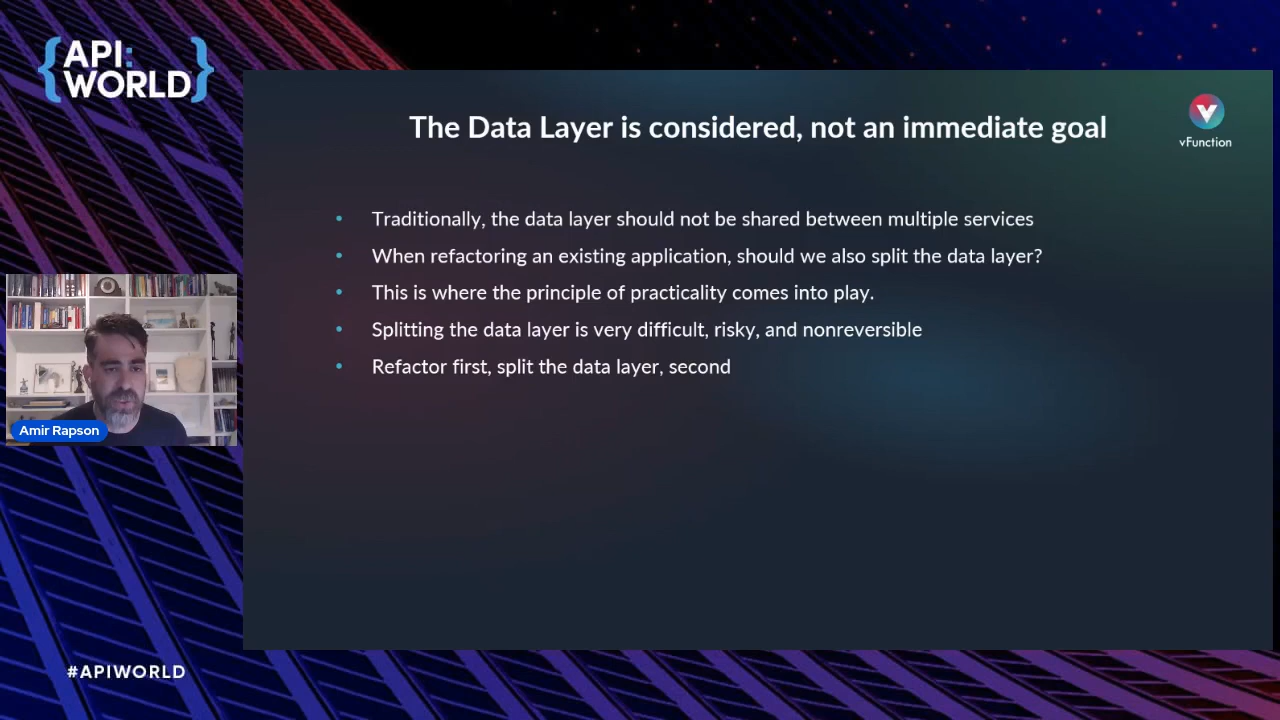 {API:
WORLD}
The Data Layer is considered, not an immediate goal
vFunction
• Traditionally, the data layer should not be shared between multiple services
• When refactoring an existing application, should we also split the data layer?
• This is where the principle of practicality comes into play.
• Splitting the data layer is very difficult, risky, and nonreversible
• Refactor first, split the data layer, second
Amir Rapson
#APIWORLD